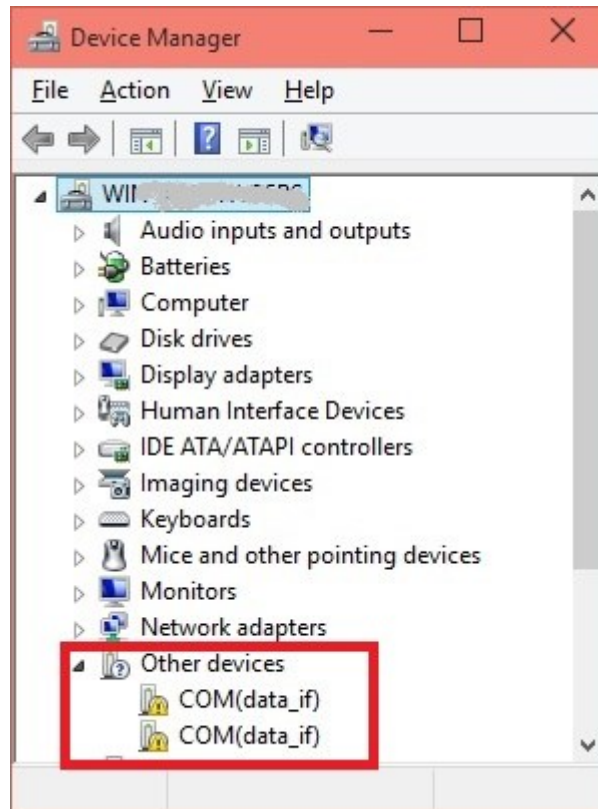 Device Manager
File Action View Help
Audio inputs and outputs
Batteries
Computer
Disk drives
Display adapters
Human Interface Devices
IDE ATA/ATAPI controllers
Imaging devices
Keyboards
Mice and other pointing devices
Monitors
Network adapters
Other devices
COM(data_if)
COM(data_if)